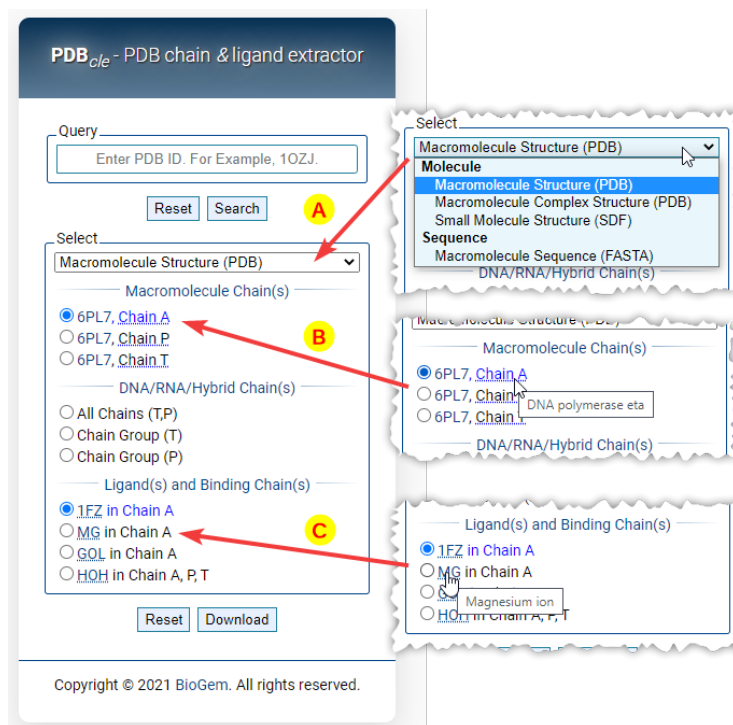 PDBcle - PDB chain & ligand extractor
Query
Enter PDB ID. For Example, 1OZJ.
Reset Search
A
Select
Macromolecule Structure (PDB)
Macromolecule Chain(s)
6PL7, Chain A
6PL7, Chain P
6PL7, Chain T
B
DNA/RNA/Hybrid Chain(s)
All Chains (T,P)
Chain Group (T)
Chain Group (P)
Ligand(s) and Binding Chain(s)
1FZ in Chain A
MG in Chain A
GOL in Chain A
HOH in Chain A, P, T
C
Reset Download
Copyright © 2021 BioGem. All rights reserved.
Select
Macromolecule Structure (PDB)
Molecule
Macromolecule Structure (PDB)
Macromolecule Complex Structure (PDB)
Small Molecule Structure (SDF)
Sequence
Macromolecule Sequence (FASTA)
DNA/RNA/Hybrid Chain(s)
Macromolecule Chain(s)
6PL7, Chain A
6PL7, Chain
6PL7, Chain T
DNA polymerase eta
DNA/RNA/Hybrid Chain(s)
Ligand(s) and Binding Chain(s)
1FZ in Chain A
MG in Chain A
Magnesium ion
HOH in Chain A, P, T